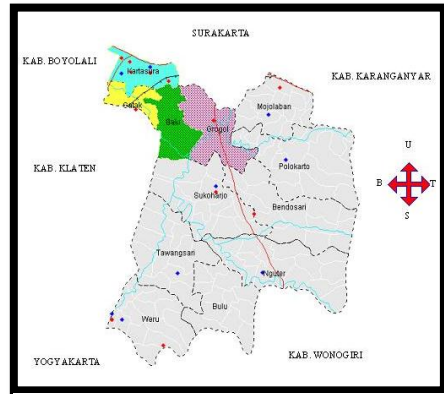 SURAKARTA
KAB. BOYOLALI
Kartasura
KAB. KARANGANYAR
Gatak
Mojolaban
Baki
Grogol
U
Polokarto
KAB. KLATEN
B
T
Sukoharjo
Bendosari
S
Tawangsari
Nguter
Bulu
Weru
YOGYAKARTA
KAB. WONOGIRI